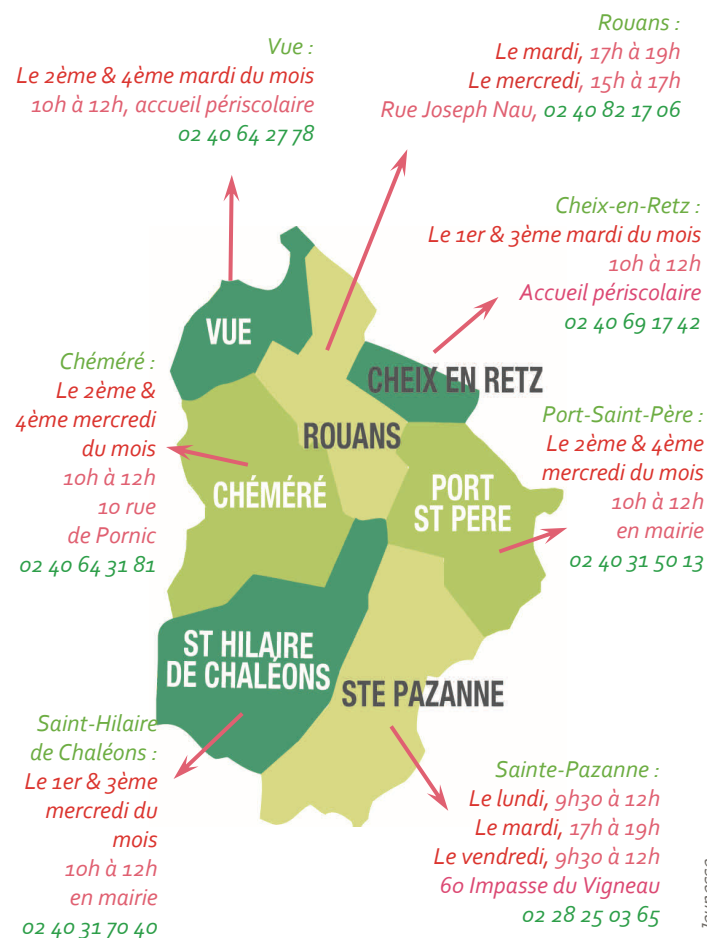 Vue :
Le 2ème & 4ème mardi du mois
10h à 12h, accueil périscolaire
02 40 64 27 78
Rouans :
Le mardi, 17h à 19h
Le mercredi, 15h à 17h
Rue Joseph Nau, 02 40 82 17 06
Cheix-en-Retz :
Le 1er & 3ème mardi du mois
10h à 12h
Accueil périscolaire
02 40 69 17 42
VUE
CHEIX EN RETZ
ROUANS
CHÉMÉRÉ
PORT
ST PERE
ST HILAIRE
DE CHALÉONS
STE PAZANNE
Chéméré :
Le 2ème &
4ème mercredi
du mois
10h à 12h
10 rue
de Pornic
02 40 64 31 81
Port-Saint-Père :
Le 2ème & 4ème
mercredi du mois
10h à 12h
en mairie
02 40 31 50 13
Saint-Hilaire
de Chaléons :
Le 1er & 3ème
mercredi du
mois
10h à 12h
en mairie
02 40 31 70 40
Sainte-Pazanne :
Le lundi, 9h30 à 12h
Le mardi, 17h à 19h
Le vendredi, 9h30 à 12h
60 Impasse du Vigneau
02 28 25 03 65